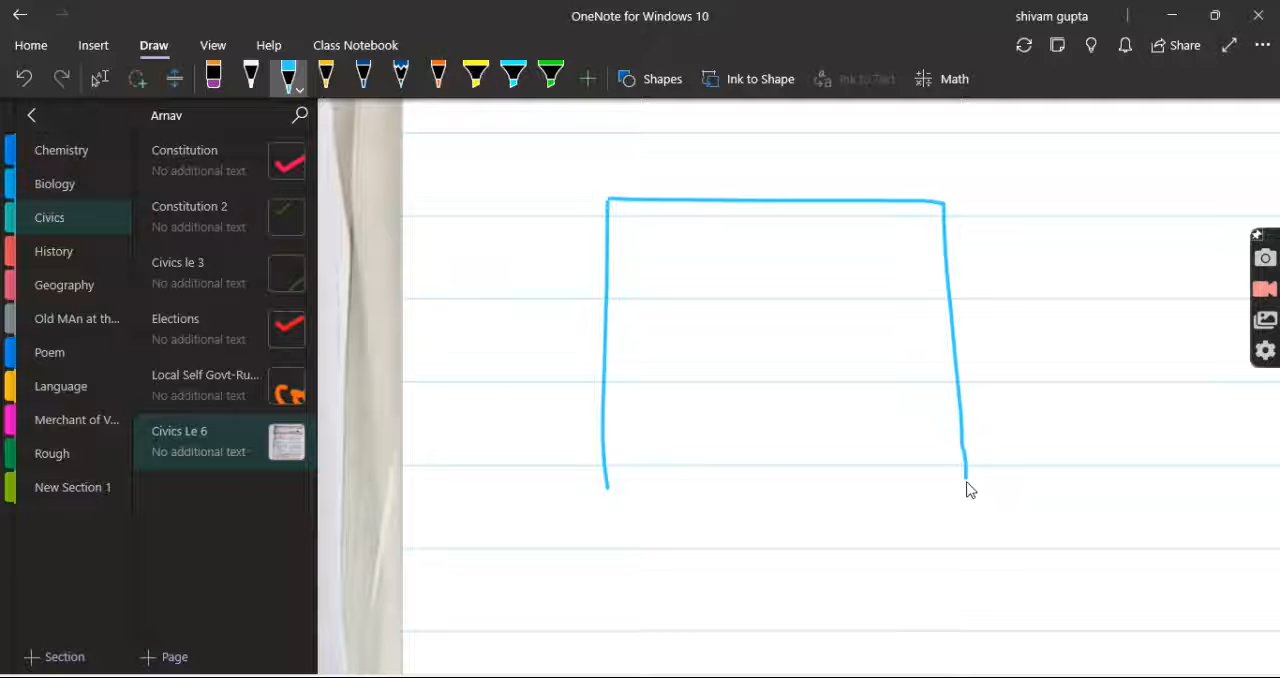 OneNote for Windows 10
shivam gupta
Home Insert Draw View Help Class Notebook
Share
Shapes Ink to Shape Ink to Text Math
Arnav
Chemistry
Biology
Civics
History
Geography
Old MAn at th...
Poem
Language
Merchant of V...
Rough
New Section 1
Constitution
No additional text
Constitution 2
No additional text
Civics le 3
No additional text
Elections
No additional text
Local Self Govt-Ru...
No additional text
Civics Le 6
No additional text
Section
Page